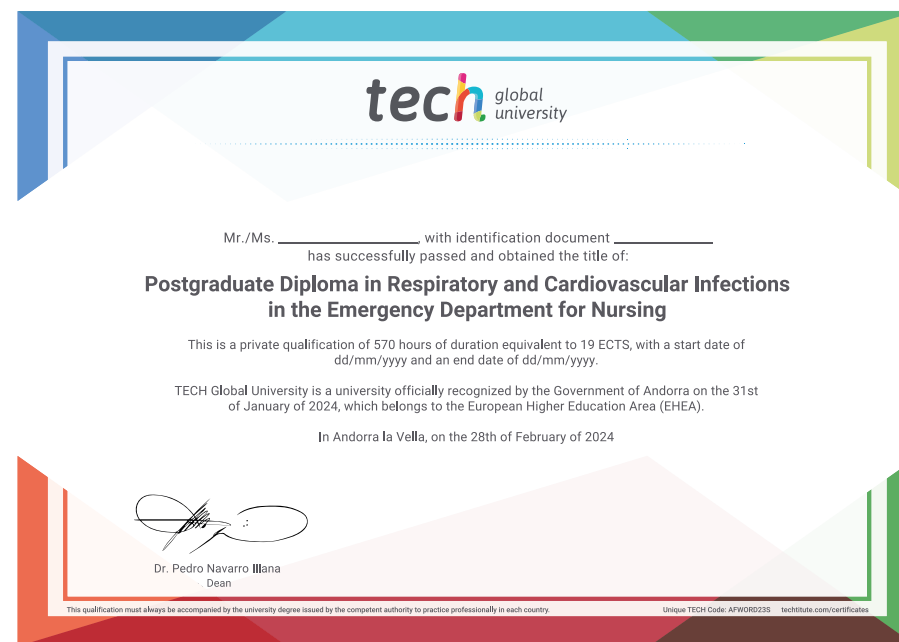 tech global university
Mr./Ms. ________________, with identification document ____________
has successfully passed and obtained the title of:
Postgraduate Diploma in Respiratory and Cardiovascular Infections
in the Emergency Department for Nursing
This is a private qualification of 570 hours of duration equivalent to 19 ECTS, with a start date of
dd/mm/yyyy and an end date of dd/mm/yyyy.
TECH Global University is a university officially recognized by the Government of Andorra on the 31st
of January of 2024, which belongs to the European Higher Education Area (EHEA).
In Andorra la Vella, on the 28th of February of 2024
Dr. Pedro Navarro Illana
Dean
This qualification must always be accompanied by the university degree issued by the competent authority to practice professionally in each country.
Unique TECH Code: AFWORD23S techtitute.com/certificates